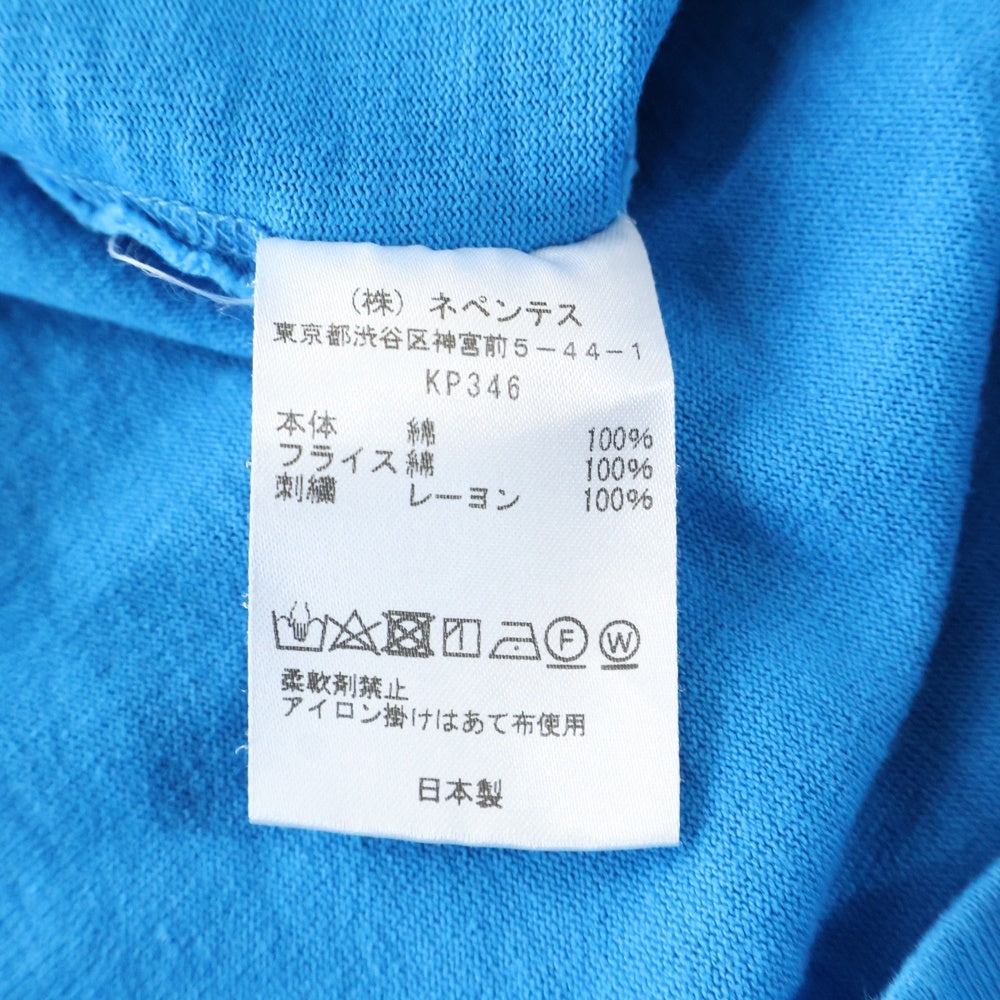 （株）ネペンテス
東京都渋谷区神宮前5-44-1
KP346
本体 綿 100%
フライス 綿 100%
刺繍 レーヨン 100%
F W
柔軟剤禁止
アイロン掛けはあて布使用
日本製